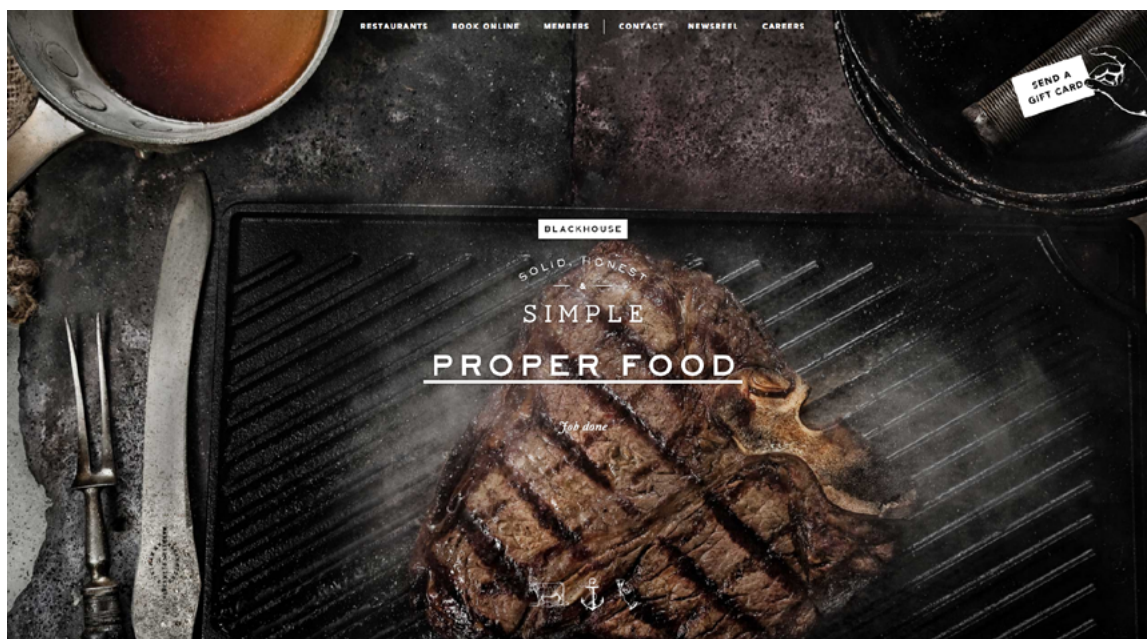 RESTAURANTS BOOK ONLINE MEMBERS CONTACT NEWSREEL CAREERS
SEND A
GIFT CARD
BLACKHOUSE
SOLID, HONEST
&
SIMPLE
PROPER FOOD
Job done